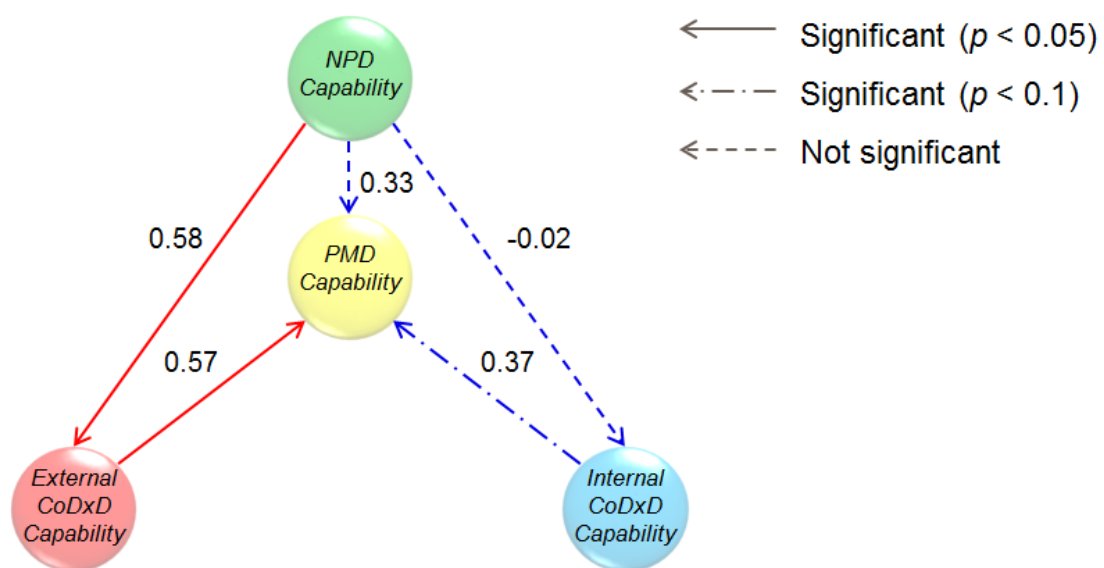 NPD
Capability
Significant (p < 0.05)
Significant (p < 0.1)
Not significant
0.33
0.58
-0.02
PMD
Capability
0.57
0.37
External
CoDxD
Capability
Internal
CoDxD
Capability